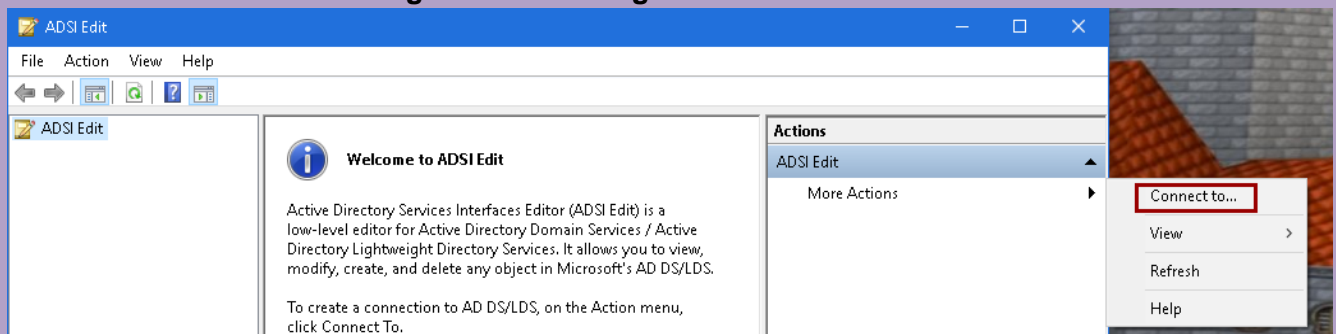 ADSI Edit
File Action View Help
ADSI Edit
Welcome to ADSI Edit
Active Directory Services Interfaces Editor (ADSI Edit) is a
low-level editor for Active Directory Domain Services / Active
Directory Lightweight Directory Services. It allows you to view,
modify, create, and delete any object in Microsoft's AD DS/LDS.
To create a connection to AD DS/LDS, on the Action menu,
click Connect To.
Actions
ADSI Edit
More Actions
Connect to...
View
Refresh
Help